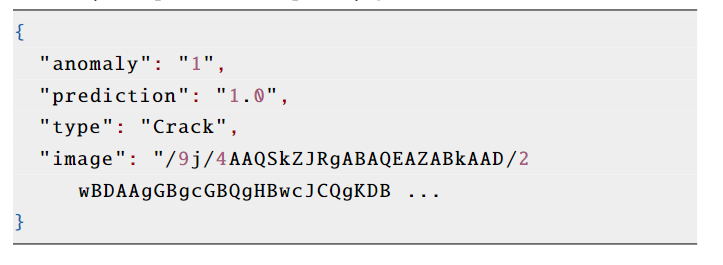 {
"anomaly": "1",
"prediction": "1.0",
"type": "Crack",
"image": "/9j/4AAQSkZJRgABAQEAZABkAAD/2
wBDAAgGBgcGBQgHBwcJCQgKDB ...
}